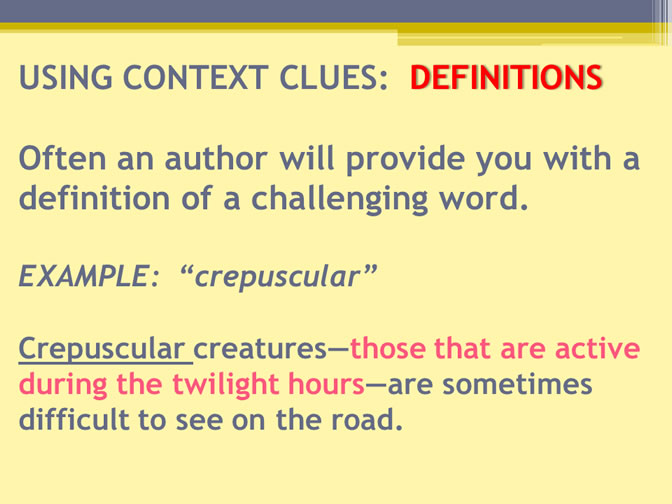 USING CONTEXT CLUES: DEFINITIONS
Often an author will provide you with a
definition of a challenging word.
EXAMPLE: “crepuscular”
Crepuscular creatures—those that are active
during the twilight hours—are sometimes
difficult to see on the road.